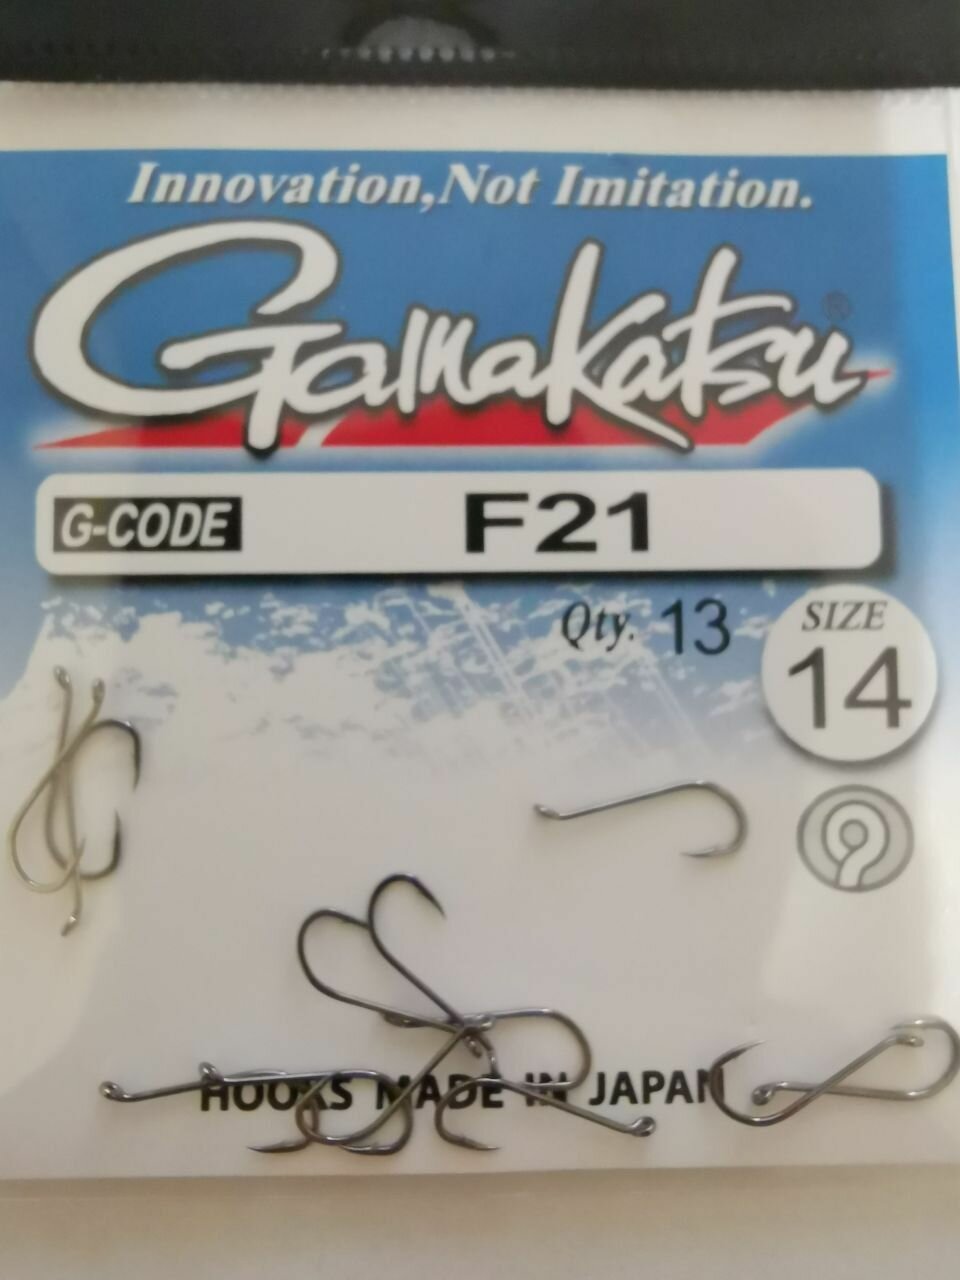 Innovation,Not Imitation.
Gamakatsu®
G-CODE F21
Qty. 13
SIZE
14
HOOKS MADE IN JAPAN